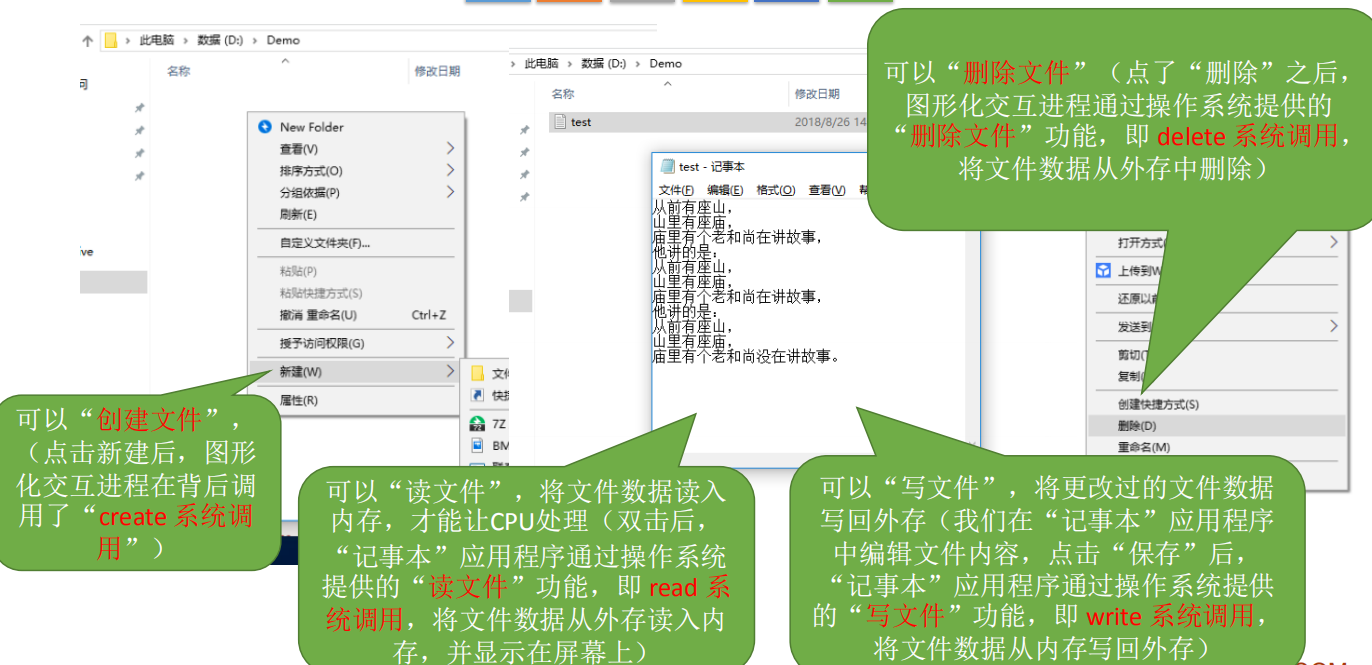 此电脑 › 数据 (D:) › Demo
名称
修改日期
New Folder
查看(V)
排序方式(O)
分组依据(P)
刷新(E)
自定义文件夹(F)...
粘贴(P)
粘贴快捷方式(S)
撤消 重命名(U) Ctrl+Z
授予访问权限(G)
新建(W)
属性(R)
7Z
可以“创建文件”，
（点击新建后，图形
化交互进程在背后调
用了“create 系统调
用”）
此电脑 › 数据 (D:) › Demo
名称
修改日期
test
2018/8/26 14
test - 记事本
文件(F) 编辑(E) 格式(O) 查看(V)
从前有座山，
山里有座庙，
庙里有个老和尚在讲故事，
他讲的是：
从前有座山，
山里有座庙，
庙里有个老和尚在讲故事，
他讲的是：
从前有座山，
山里有座庙，
庙里有个老和尚没在讲故事。
可以“读文件”，将文件数据读入
内存，才能让CPU处理（双击后，
“记事本”应用程序通过操作系统
提供的“读文件”功能，即 read 系
统调用，将文件数据从外存读入内
存，并显示在屏幕上）
可以“删除文件”（点了“删除”之后，
图形化交互进程通过操作系统提供的
“删除文件”功能，即 delete 系统调用，
将文件数据从外存中删除）
打开方式
上传到
发送到
剪切(
复制(
创建快捷方式(S)
删除(D)
重命名(M)
可以“写文件”，将更改过的文件数据
写回外存（我们在“记事本”应用程序
中编辑文件内容，点击“保存”后，
“记事本”应用程序通过操作系统提供
的“写文件”功能，即 write 系统调用，
将文件数据从内存写回外存）